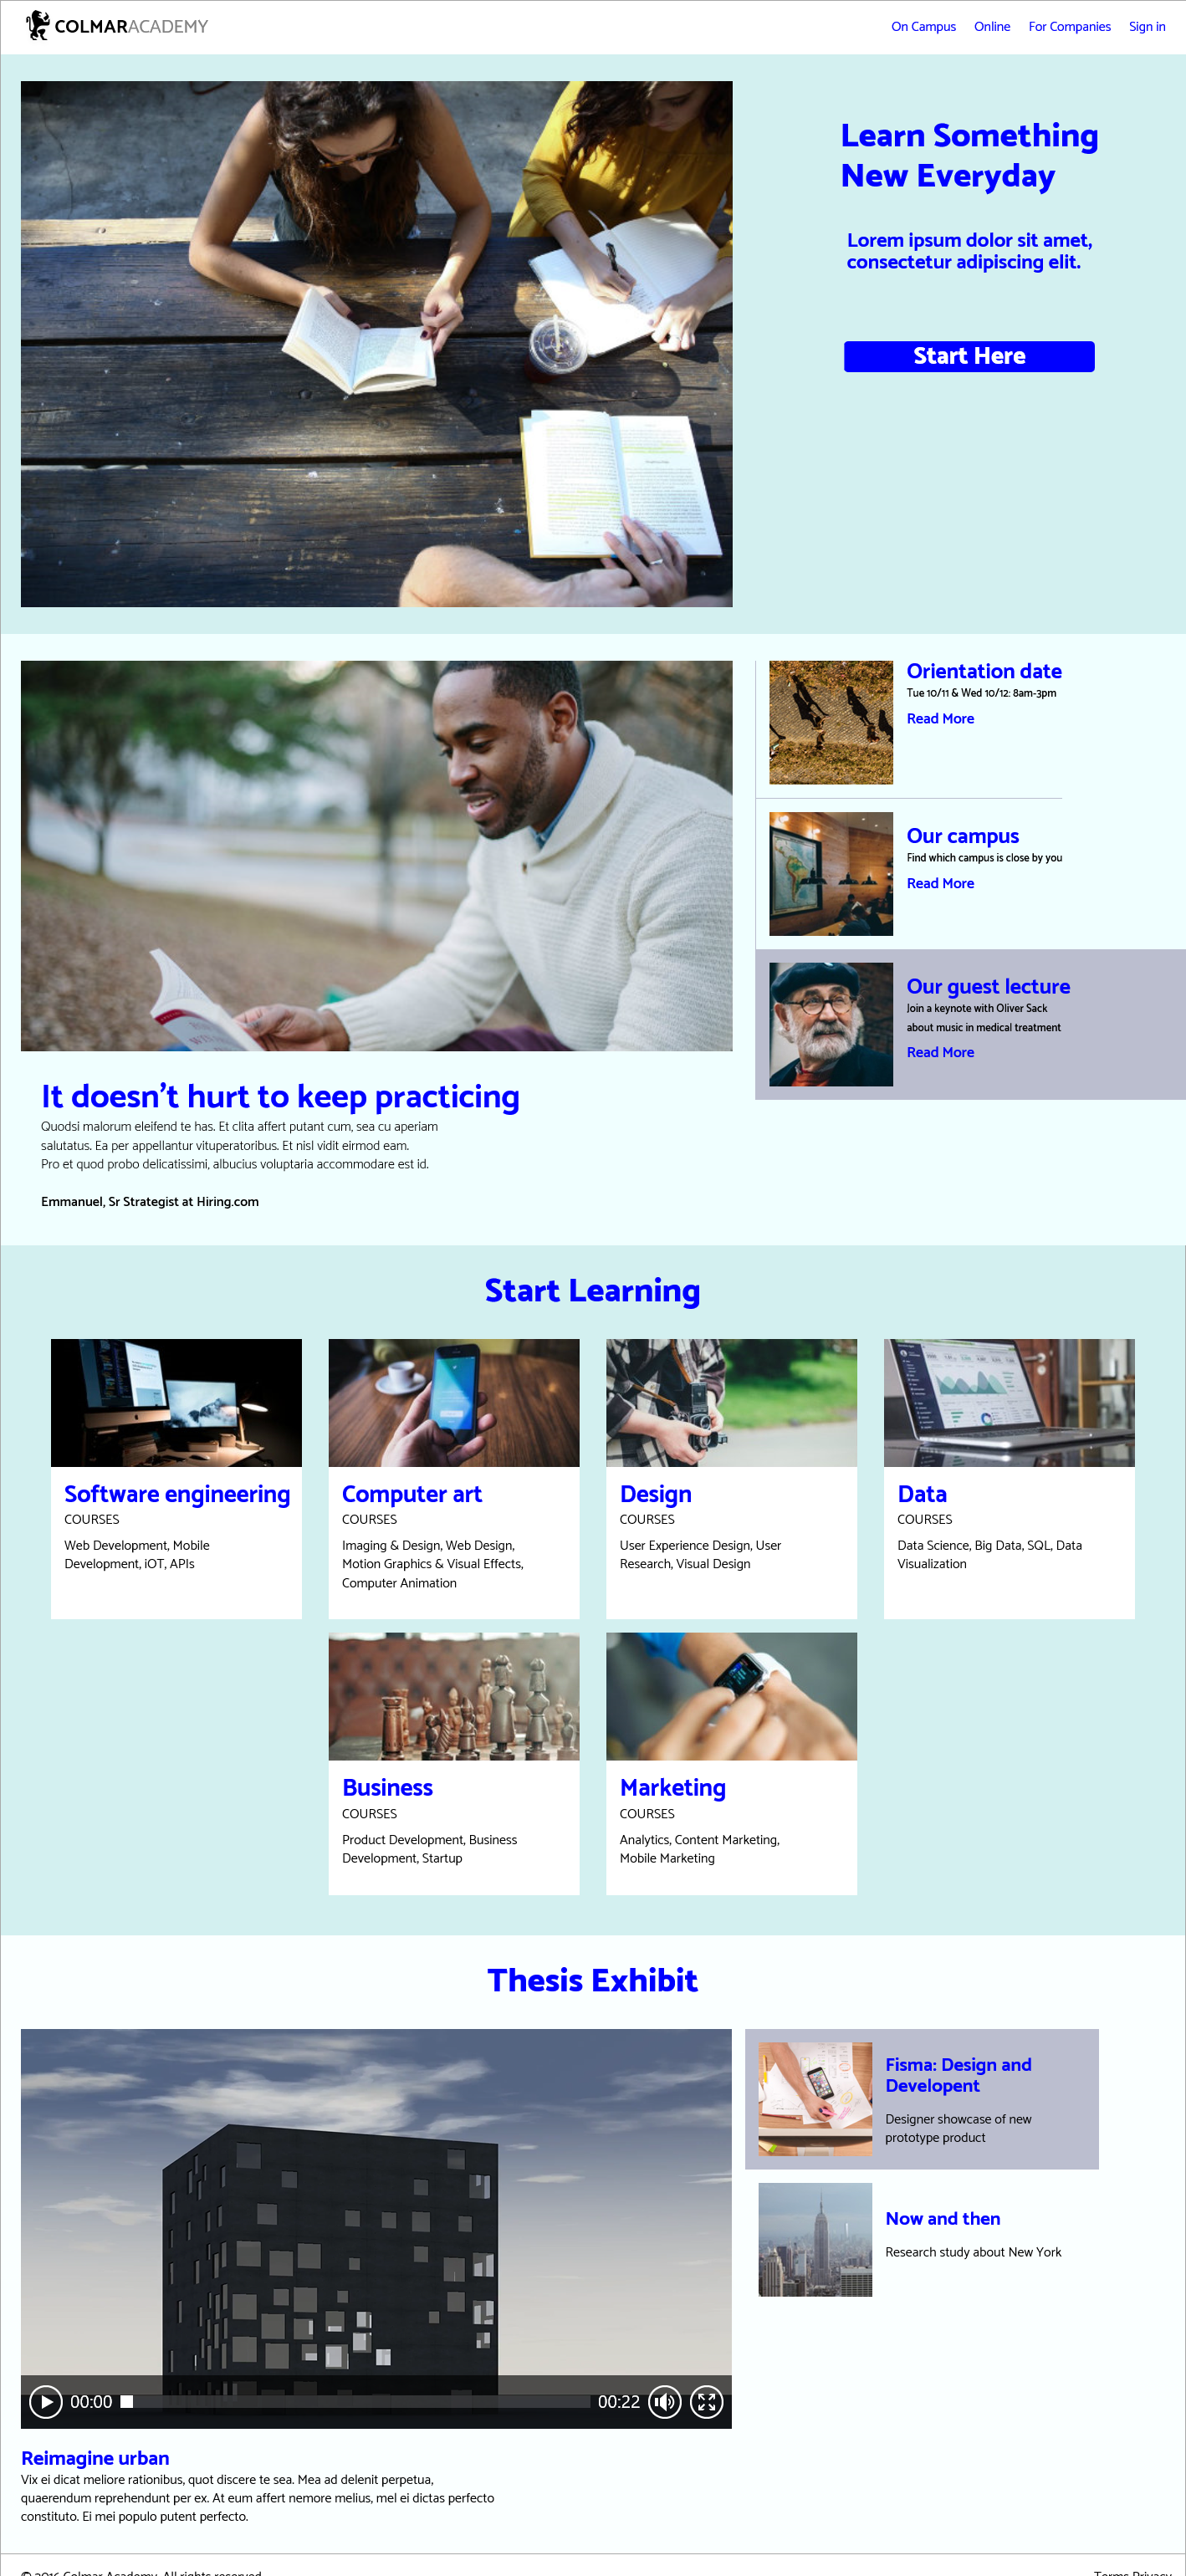 COLMARACADEMY
On Campus Online For Companies Sign in
Learn Something
New Everyday
Lorem ipsum dolor sit amet,
consectetur adipiscing elit.
Start Here
Orientation date
Tue 10/11 & Wed 10/12: 8am-3pm
Read More
Our campus
Find which campus is close by you
Read More
Our guest lecture
Join a keynote with Oliver Sack
about music in medical treatment
Read More
It doesn’t hurt to keep practicing
Quodsi malorum eleifend te has. Et clita affert putant cum, sea cu aperiam
salutatus. Ea per appellantur vituperatoribus. Et nisl vidit eirmod eam.
Pro et quod probo delicatissimi, albucius voluptaria accommodare est id.
Emmanuel, Sr Strategist at Hiring.com
Start Learning
Software engineering
COURSES
Web Development, Mobile
Development, iOT, APIs
Computer art
COURSES
Imaging & Design, Web Design,
Motion Graphics & Visual Effects,
Computer Animation
Design
COURSES
User Experience Design, User
Research, Visual Design
Data
COURSES
Data Science, Big Data, SQL, Data
Visualization
Business
COURSES
Product Development, Business
Development, Startup
Marketing
COURSES
Analytics, Content Marketing,
Mobile Marketing
Thesis Exhibit
00:00 00:22
Fisma: Design and
Developent
Designer showcase of new
prototype product
Now and then
Research study about New York
Reimagine urban
Vix ei dicat meliore rationibus, quot discere te sea. Mea ad delenit perpetua,
quaerendum reprehendunt per ex. At eum affert nemore melius, mel ei dictas perfecto
constituto. Ei mei populo putent perfecto.
© 2016 Colmar Academy. All rights reserved. Terms Privacy